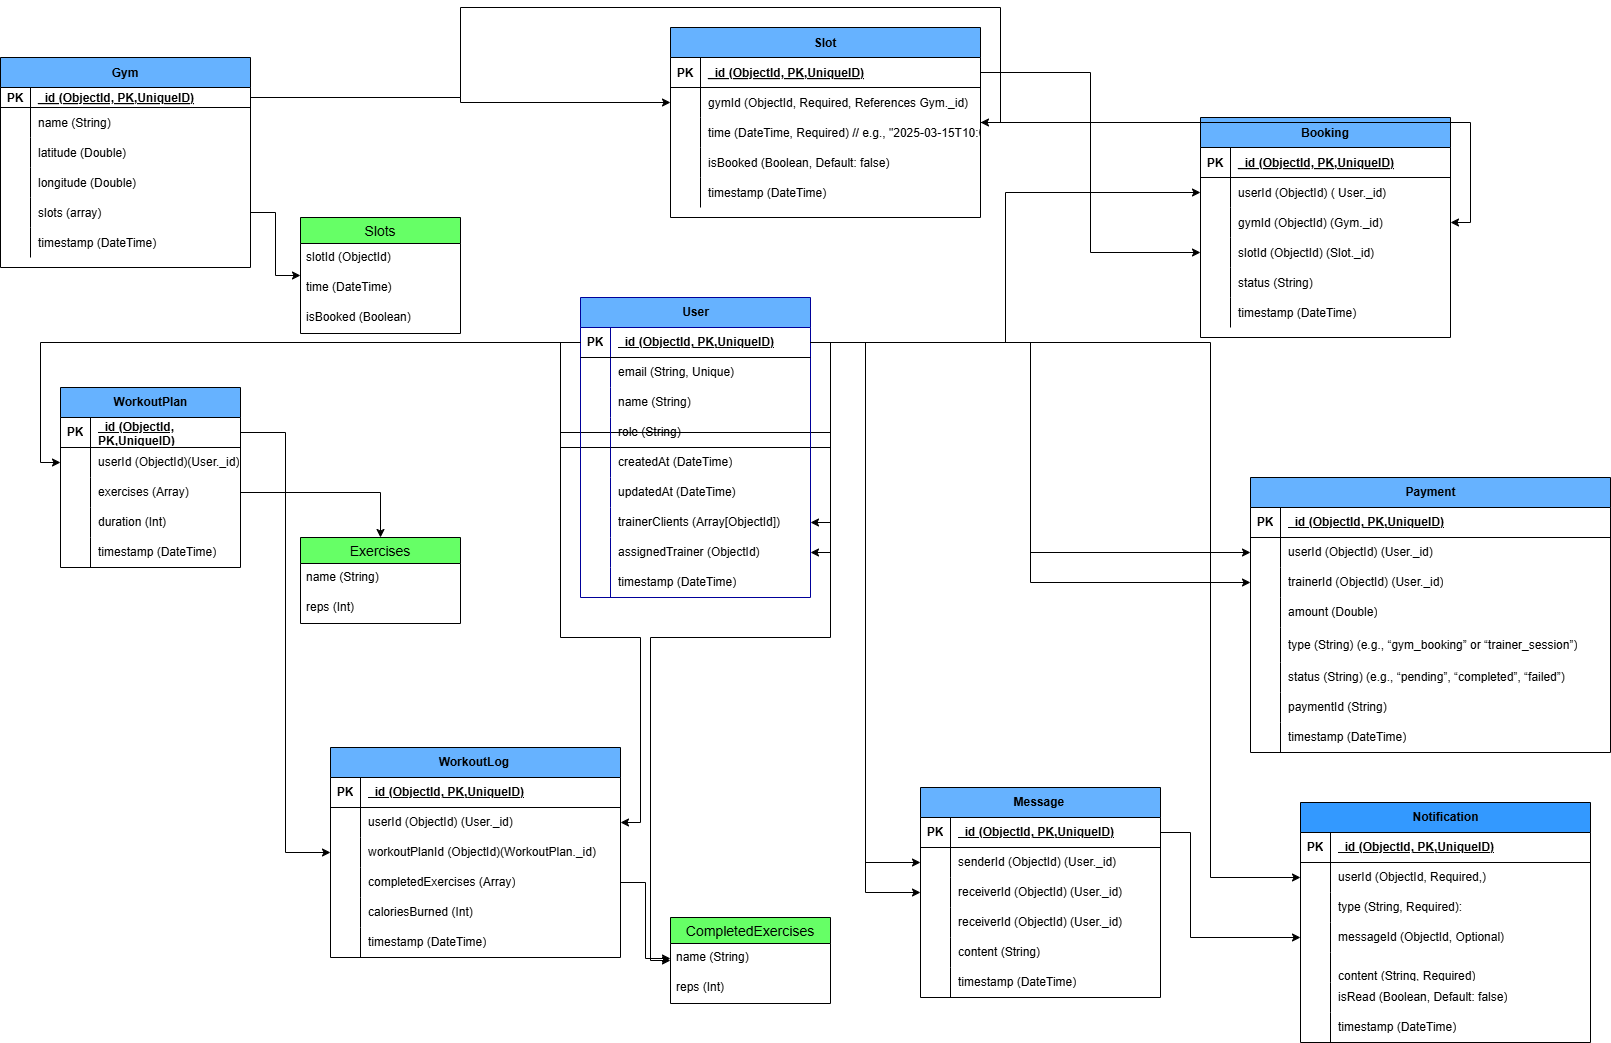 Gym
PK _id (ObjectId, PK,UniqueID)
name (String)
latitude (Double)
longitude (Double)
slots (array)
timestamp (DateTime)
Slots
slotId (ObjectId)
time (DateTime)
isBooked (Boolean)
Slot
PK _id (ObjectId, PK,UniqueID)
gymId (ObjectId, Required, References Gym._id)
time (DateTime, Required) // e.g., "2025-03-15T10:
isBooked (Boolean, Default: false)
timestamp (DateTime)
Booking
PK _id (ObjectId, PK,UniqueID)
userId (ObjectId) ( User._id)
gymId (ObjectId) (Gym._id)
slotId (ObjectId) (Slot._id)
status (String)
timestamp (DateTime)
User
PK _id (ObjectId, PK,UniqueID)
email (String, Unique)
name (String)
role (String)
createdAt (DateTime)
updatedAt (DateTime)
trainerClients (Array[ObjectId])
assignedTrainer (ObjectId)
timestamp (DateTime)
WorkoutPlan
PK _id (ObjectId,
PK,UniqueID)
userId (ObjectId)(User._id)
exercises (Array)
duration (Int)
timestamp (DateTime)
Exercises
name (String)
reps (Int)
Payment
PK _id (ObjectId, PK,UniqueID)
userId (ObjectId) (User._id)
trainerId (ObjectId) (User._id)
amount (Double)
type (String) (e.g., “gym_booking” or “trainer_session”)
status (String) (e.g., “pending”, “completed”, “failed”)
paymentId (String)
timestamp (DateTime)
WorkoutLog
PK _id (ObjectId, PK,UniqueID)
userId (ObjectId) (User._id)
workoutPlanId (ObjectId)(WorkoutPlan._id)
completedExercises (Array)
caloriesBurned (Int)
timestamp (DateTime)
CompletedExercises
name (String)
reps (Int)
Message
PK _id (ObjectId, PK,UniqueID)
senderId (ObjectId) (User._id)
receiverId (ObjectId) (User._id)
receiverId (ObjectId) (User._id)
content (String)
timestamp (DateTime)
Notification
PK _id (ObjectId, PK,UniqueID)
userId (ObjectId, Required,)
type (String, Required):
messageId (ObjectId, Optional)
content (String, Required)
isRead (Boolean, Default: false)
timestamp (DateTime)